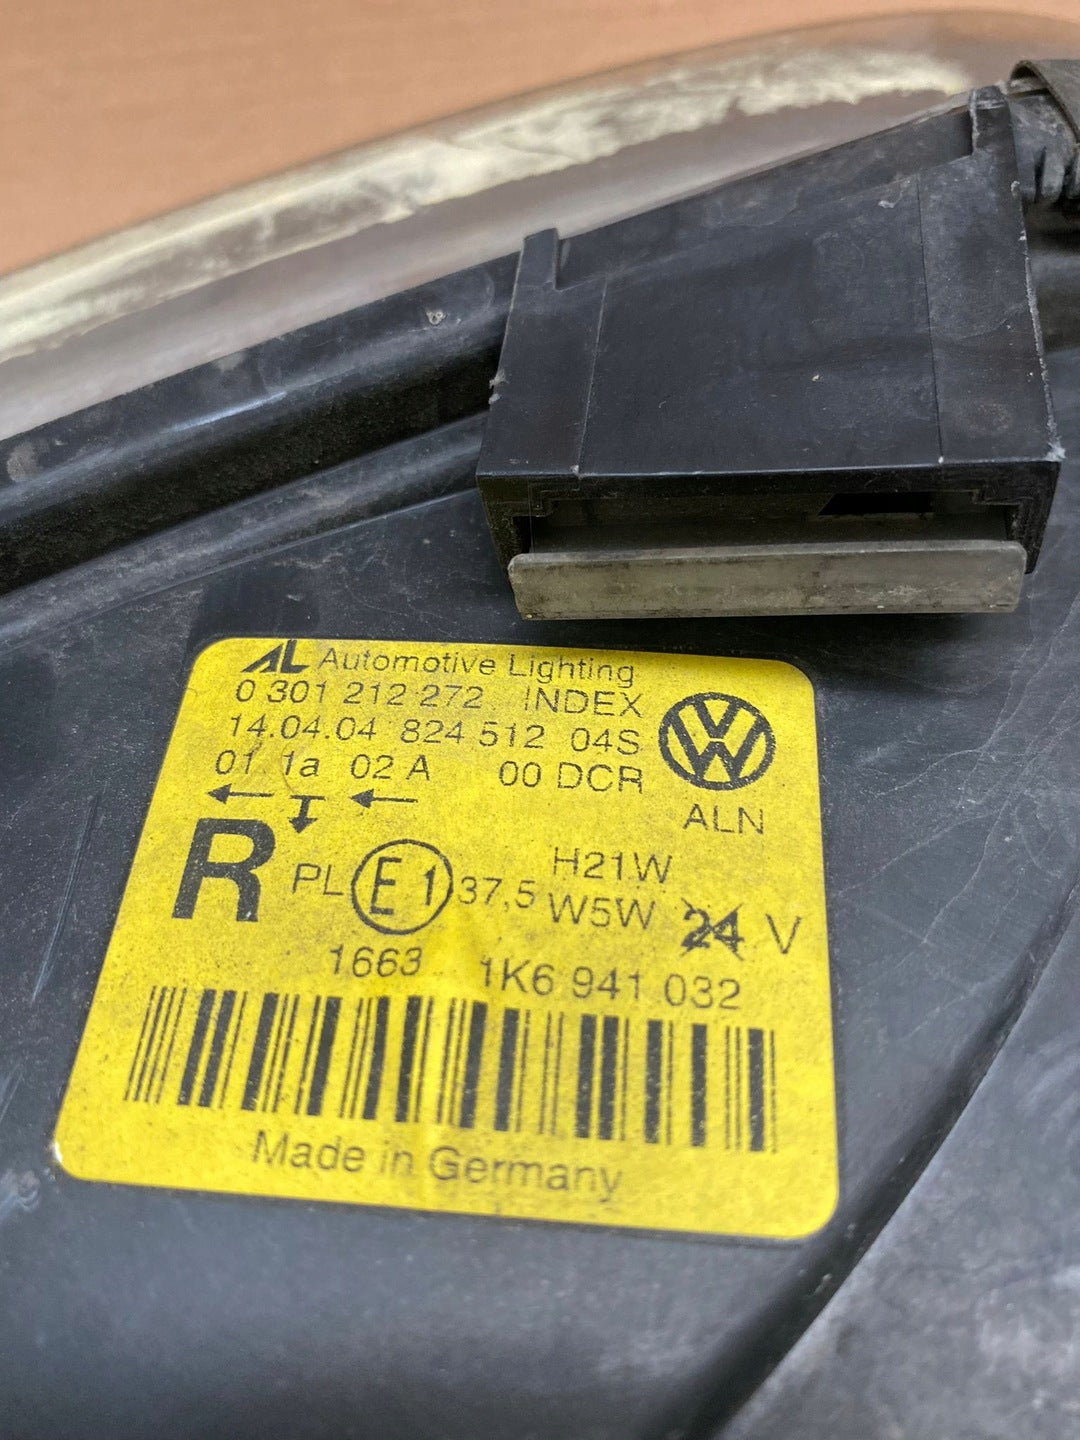 AL Automotive Lighting
0 301 212 272 INDEX
14.04.04 824 512 04S
01 1a 02 A 00 DCR
ALN
R PL E1 37,5 H21W
W5W 24 V
1663 1K6 941 032
Made in Germany